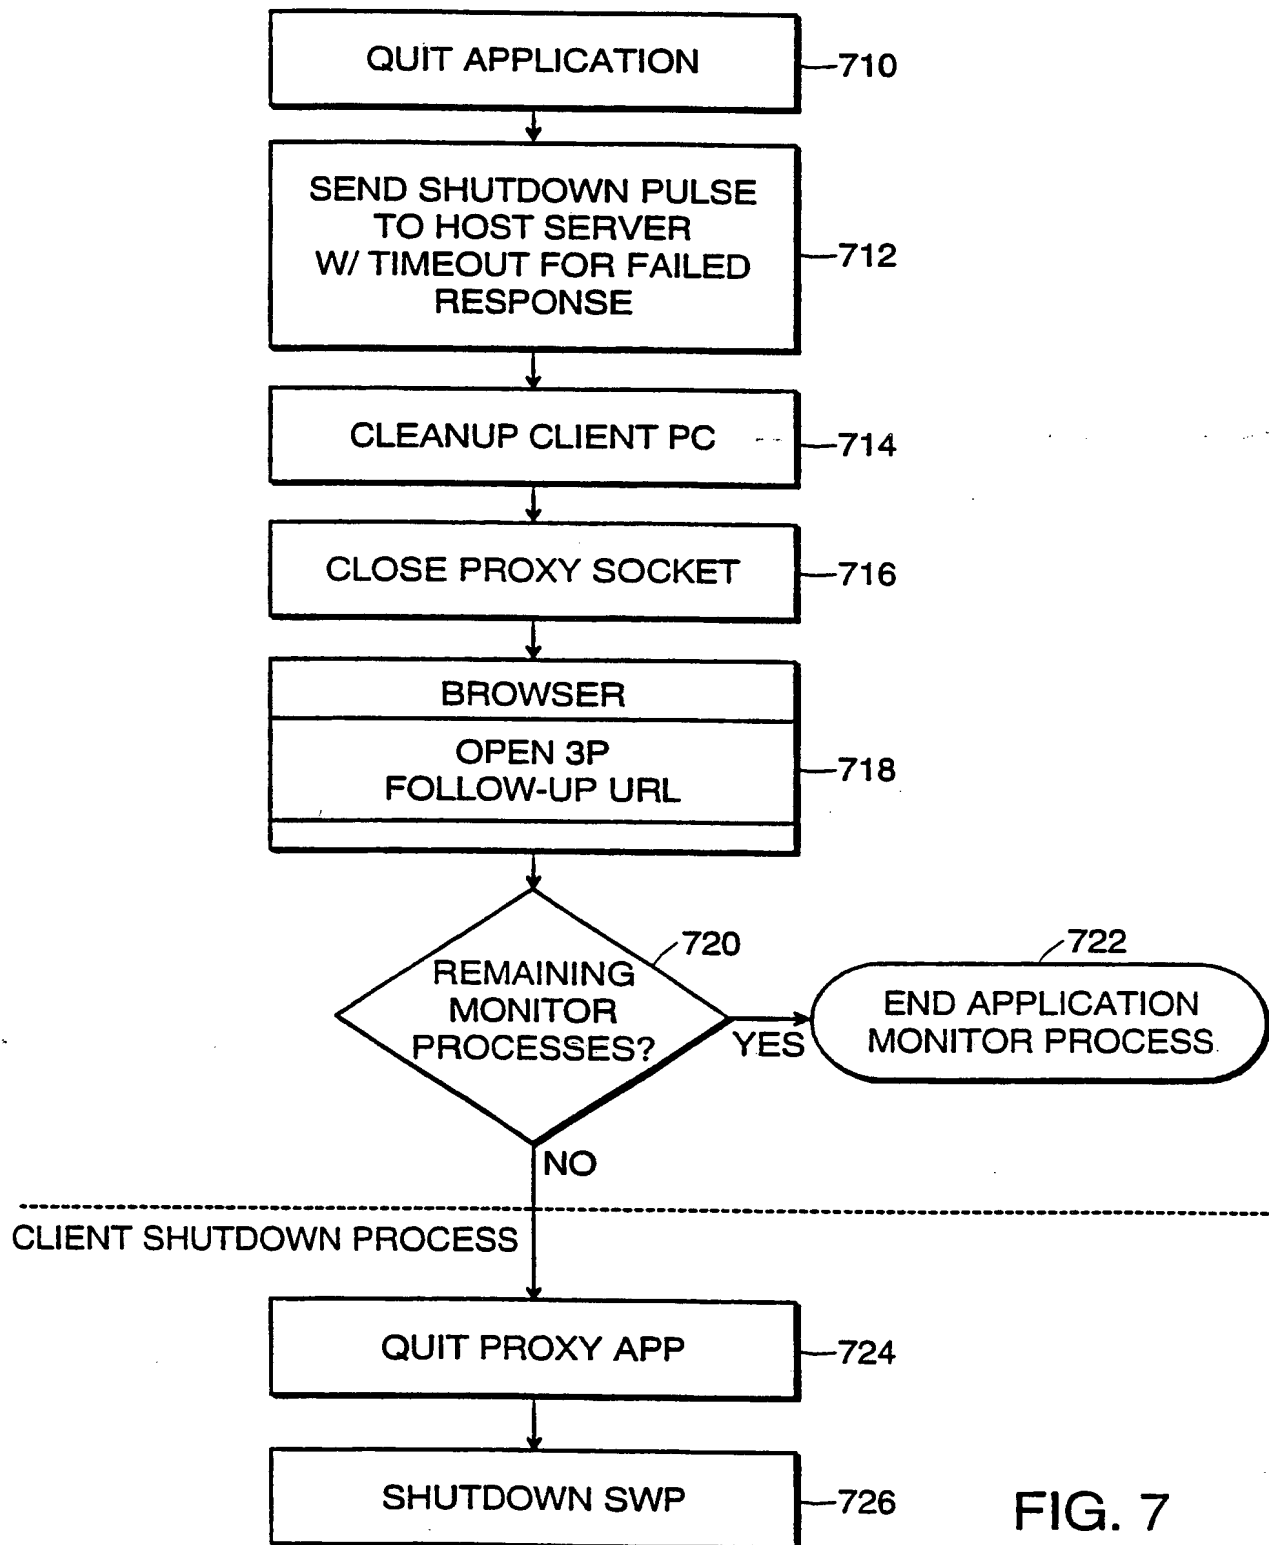 QUIT APPLICATION
710
SEND SHUTDOWN PULSE
TO HOST SERVER
W/ TIMEOUT FOR FAILED
RESPONSE
712
CLEANUP CLIENT PC
714
CLOSE PROXY SOCKET
716
BROWSER
OPEN 3P
FOLLOW-UP URL
718
720
REMAINING
MONITOR
PROCESSES?
YES
722
END APPLICATION
MONITOR PROCESS
NO
CLIENT SHUTDOWN PROCESS
QUIT PROXY APP
724
SHUTDOWN SWP
726
FIG. 7